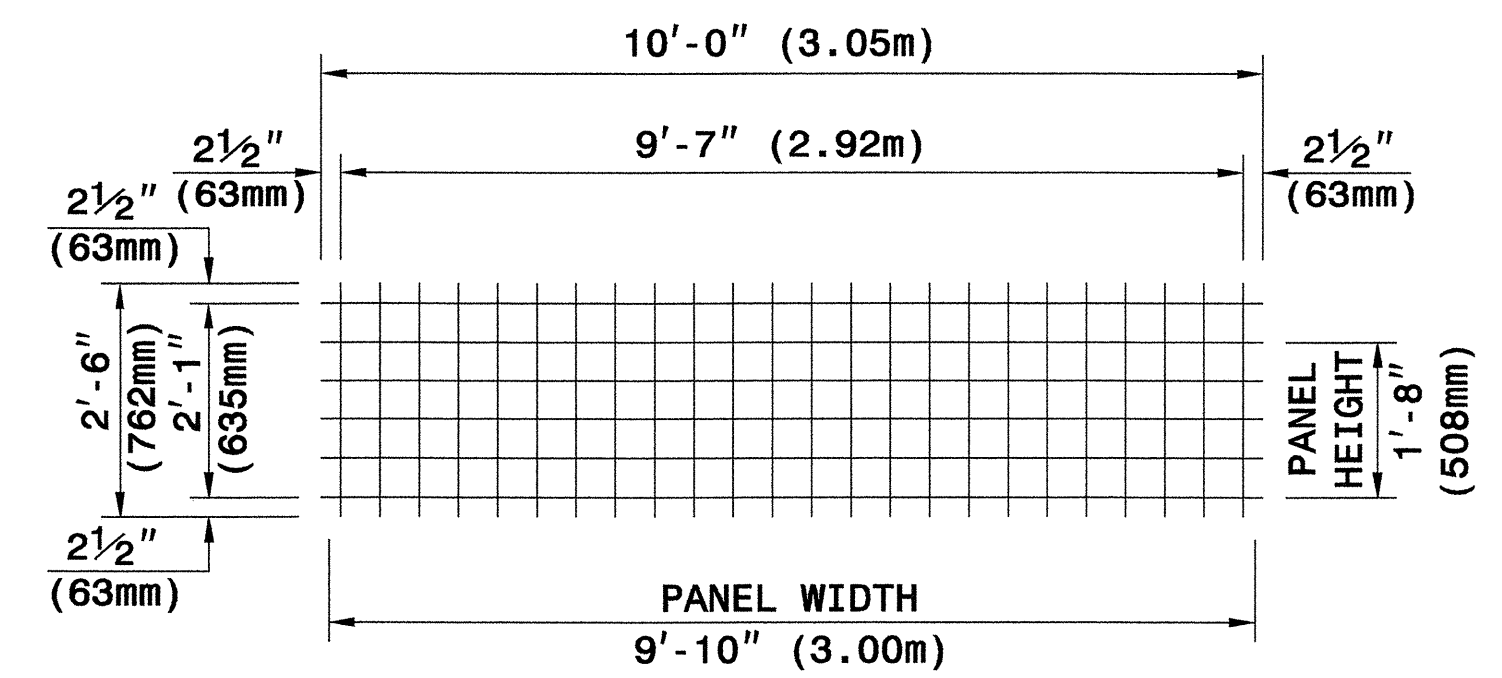 10'-0" (3.05m)
9'-7" (2.92m)
2½"
(63mm)
2½"
(63mm)
2½"
(63mm)
2'-6"
(762mm)
2'-1"
(635mm)
PANEL
HEIGHT
1'-8"
(508mm)
2½"
(63mm)
PANEL WIDTH
9'-10" (3.00m)